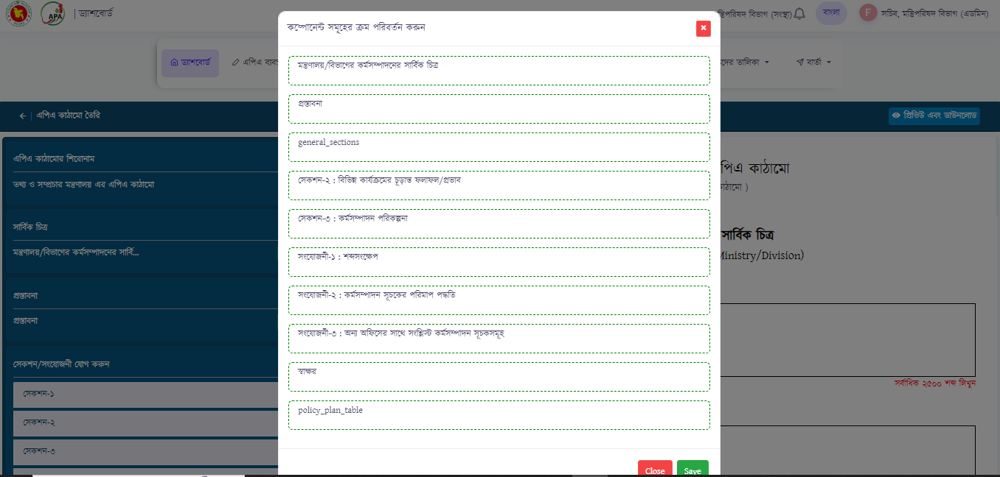 APA
| ড্যাশবোর্ড
মন্ত্রিপরিষদ বিভাগ (সংস্থা)
বাংলা
F
সচিব, মন্ত্রিপরিষদ বিভাগ (এডমিন)
ড্যাশবোর্ড
এপিএ ব্যবস্
দের তালিকা
বার্তা
এপিএ কাঠামো তৈরি
প্রিভিউ এবং ডাউনলোড
এপিএ কাঠামোর শিরোনাম
তথ্য ও সম্প্রচার মন্ত্রণালয় এর এপিএ কাঠামো
সার্বিক চিত্র
মন্ত্রণালয়/বিভাগের কর্মসম্পাদনের সার্বি...
প্রস্তাবনা
প্রস্তাবনা
সেকশন/সংযোজনী যোগ করুন
সেকশন-১
সেকশন-২
সেকশন-৩
কম্পোনেন্ট সমূহের ক্রম পরিবর্তন করুন
মন্ত্রণালয়/বিভাগের কর্মসম্পাদনের সার্বিক চিত্র
প্রস্তাবনা
general_sections
সেকশন-২ : বিভিন্ন কার্যক্রমের চূড়ান্ত ফলাফল/প্রভাব
সেকশন-৩ : কর্মসম্পাদন পরিকল্পনা
সংযোজনী-১ : শব্দসংক্ষেপ
সংযোজনী-২ : কর্মসম্পাদন সূচকের পরিমাপ পদ্ধতি
সংযোজনী-৩ : অন্য অফিসের সাথে সংশ্লিস্ট কর্মসম্পাদন সূচকসমূহ
স্বাক্ষর
policy_plan_table
Close
Save
পিএ কাঠামো
কাঠামো )
সার্বিক চিত্র
Ministry/Division)
সর্বাধিক ২৫০০ শব্দ লিখুন